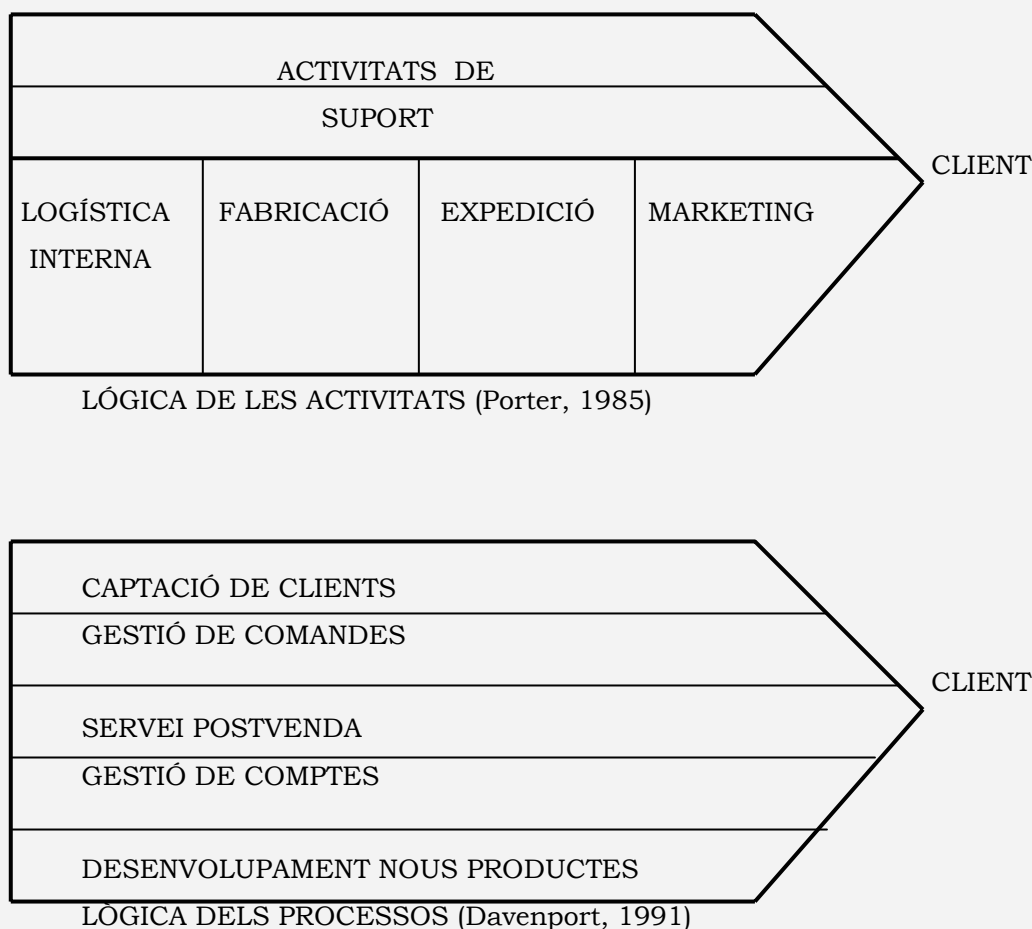 ACTIVITATS DE
SUPORT
CLIENT
LOGÍSTICA FABRICACIÓ EXPEDICIÓ MARKETING
INTERNA
LÓGICA DE LES ACTIVITATS (Porter, 1985)
CAPTACIÓ DE CLIENTS
GESTIÓ DE COMANDES
CLIENT
SERVEI POSTVENDA
GESTIÓ DE COMPTES
DESENVOLUPAMENT NOUS PRODUCTES
LÒGICA DELS PROCESSOS (Davenport, 1991)